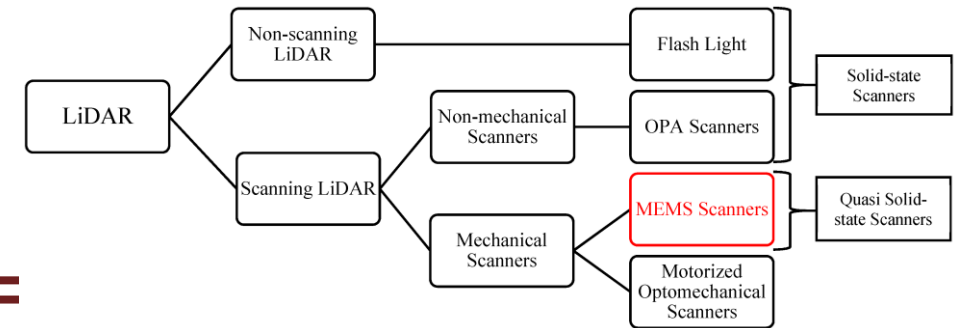 LiDAR
Non-scanning
LiDAR
Scanning LiDAR
Non-mechanical
Scanners
Mechanical
Scanners
Flash Light
OPA Scanners
MEMS Scanners
Motorized
Optomechanical
Scanners
Solid-state
Scanners
Quasi Solid-
state Scanners